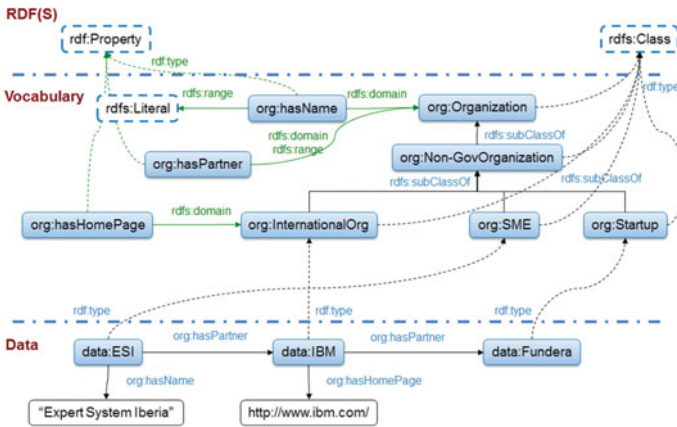 RDF(S)
rdf:Property
rdfs:Class
rdf:type
rdf:type
Vocabulary
rdfs:Literal
rdfs:range
org:hasName
rdfs:domain
org:Organization
rdfs:domain
rdfs:range
rdfs:subClassOf
org:hasPartner
org:Non-GovOrganization
rdfs:subClassOf
rdfs:subClassOf
org:hasHomePage
rdfs:domain
org:InternationalOrg
org:SME
org:Startup
rdf:type
rdf:type
rdf:type
Data
data:ESI
org:hasPartner
data:IBM
org:hasPartner
data:Fundera
org:hasName
org:hasHomePage
“Expert System Iberia”
http://www.ibm.com/